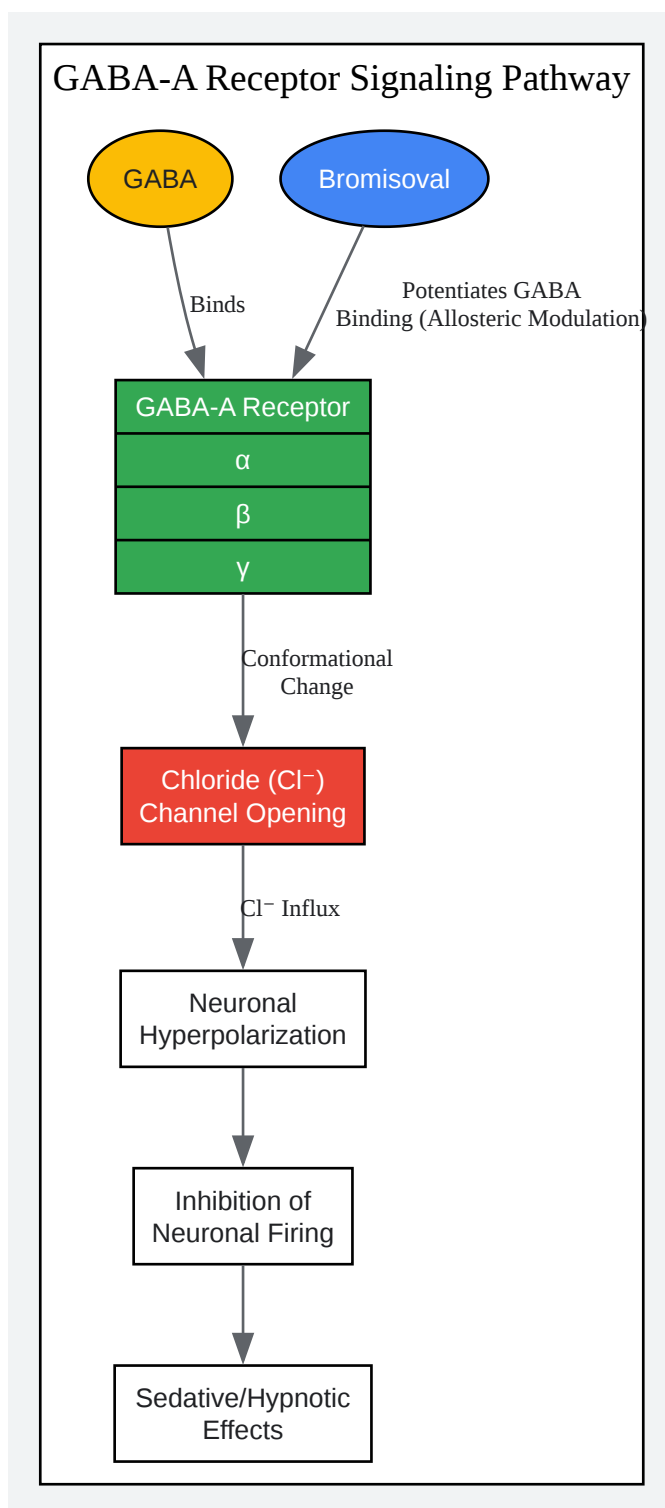 GABA-A Receptor Signaling Pathway
GABA
Bromisoval
Binds
Potentiates GABA
Binding (Allosteric Modulation)
GABA-A Receptor
α
β
γ
Conformational
Change
Chloride (Cl⁻)
Channel Opening
Cl⁻ Influx
Neuronal
Hyperpolarization
Inhibition of
Neuronal Firing
Sedative/Hypnotic
Effects